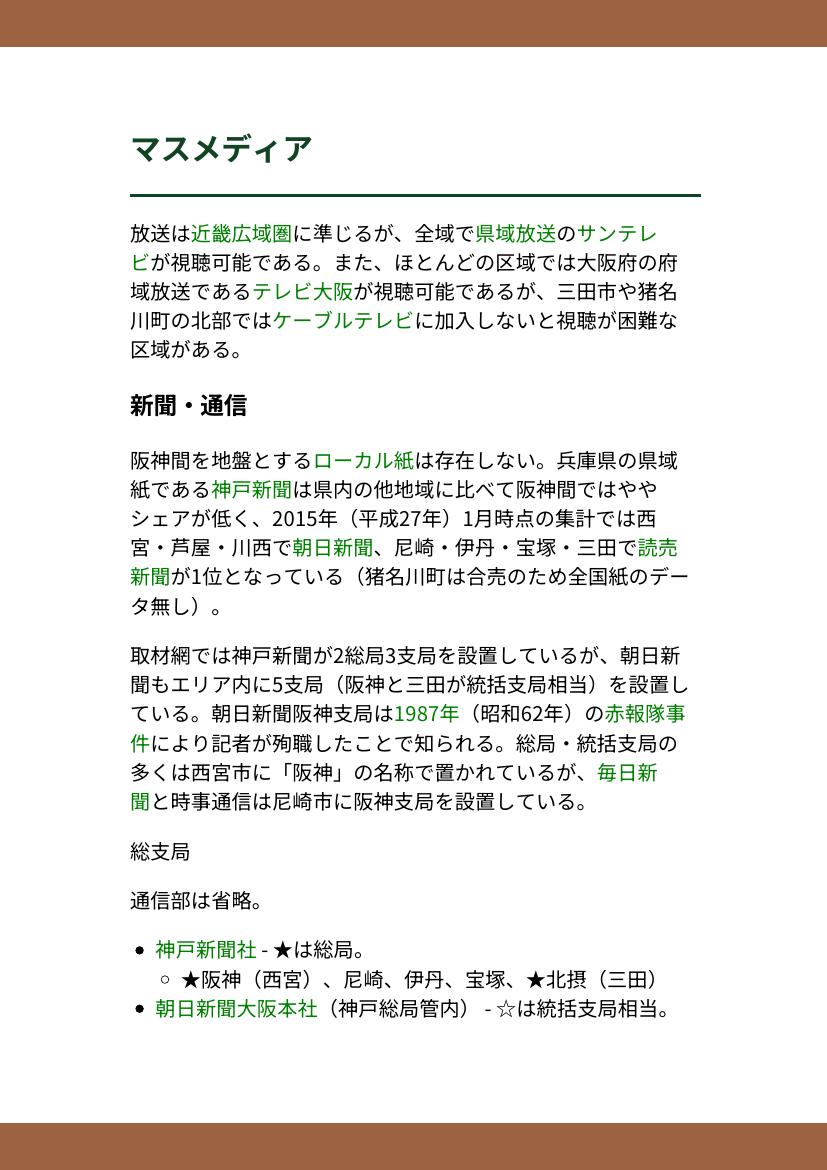 マスメディア
放送は近畿広域圏に準じるが、全域で県域放送のサンテレ
ビが視聴可能である。また、ほとんどの区域では大阪府の府
域放送であるテレビ大阪が視聴可能であるが、三田市や猪名
川町の北部ではケーブルテレビに加入しないと視聴が困難な
区域がある。
新聞・通信
阪神間を地盤とするローカル紙は存在しない。兵庫県の県域
紙である神戸新聞は県内の他地域に比べて阪神間ではやや
シェアが低く、2015年（平成27年）1月時点の集計では西
宮・芦屋・川西で朝日新聞、尼崎・伊丹・宝塚・三田で読売
新聞が1位となっている（猪名川町は合売のため全国紙のデー
タ無し）。
取材網では神戸新聞が2総局3支局を設置しているが、朝日新
聞もエリア内に5支局（阪神と三田が統括支局相当）を設置し
ている。朝日新聞阪神支局は1987年（昭和62年）の赤報隊事
件により記者が殉職したことで知られる。総局・統括支局の
多くは西宮市に「阪神」の名称で置かれているが、毎日新
聞と時事通信は尼崎市に阪神支局を設置している。
総支局
通信部は省略。
• 神戸新聞社 - ★は総局。
◦ ★阪神（西宮）、尼崎、伊丹、宝塚、★北摂（三田）
• 朝日新聞大阪本社（神戸総局管内） - ☆は統括支局相当。